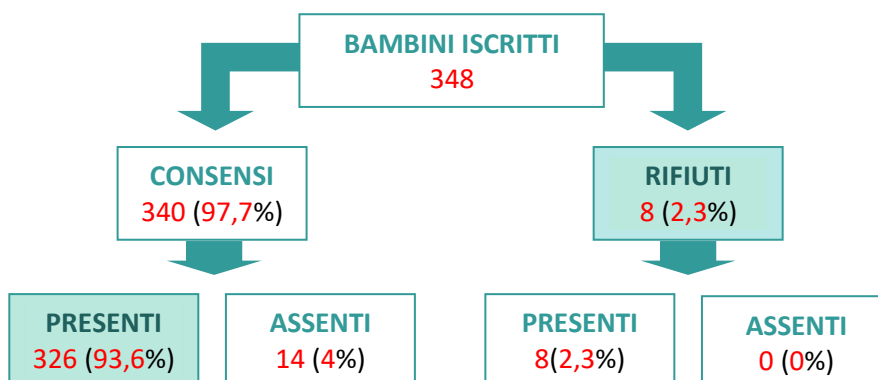 BAMBINI ISCRITTI
348
CONSENSI
340 (97,7%)
RIFIUTI
8 (2,3%)
PRESENTI
326 (93,6%)
ASSENTI
14 (4%)
PRESENTI
8(2,3%)
ASSENTI
0 (0%)